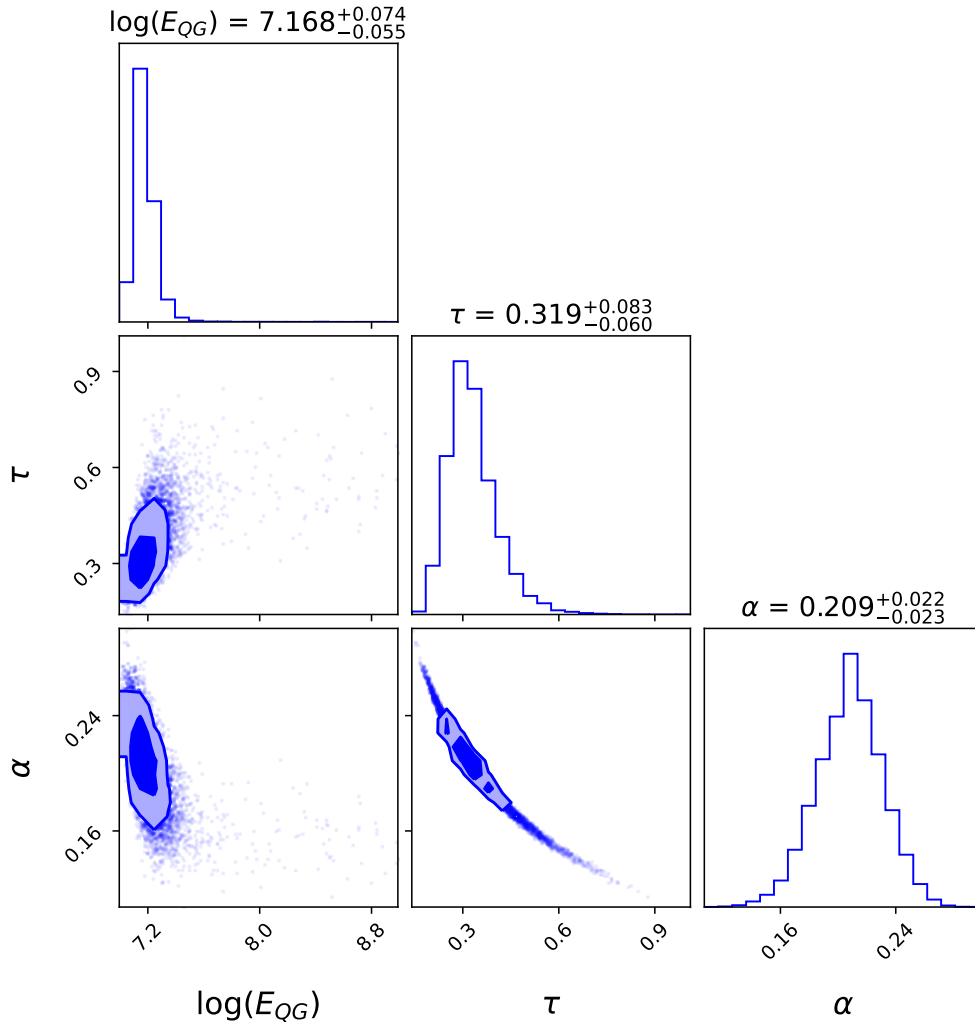 log(E_QG) = 7.168^{+0.074}_{-0.055}
τ = 0.319^{+0.083}_{-0.060}
0.9
0.6
0.3
τ
α = 0.209^{+0.022}_{-0.023}
0.24
0.16
α
7.2 8.0 8.8 0.3 0.6 0.9 0.16 0.24
log(E_QG) τ α